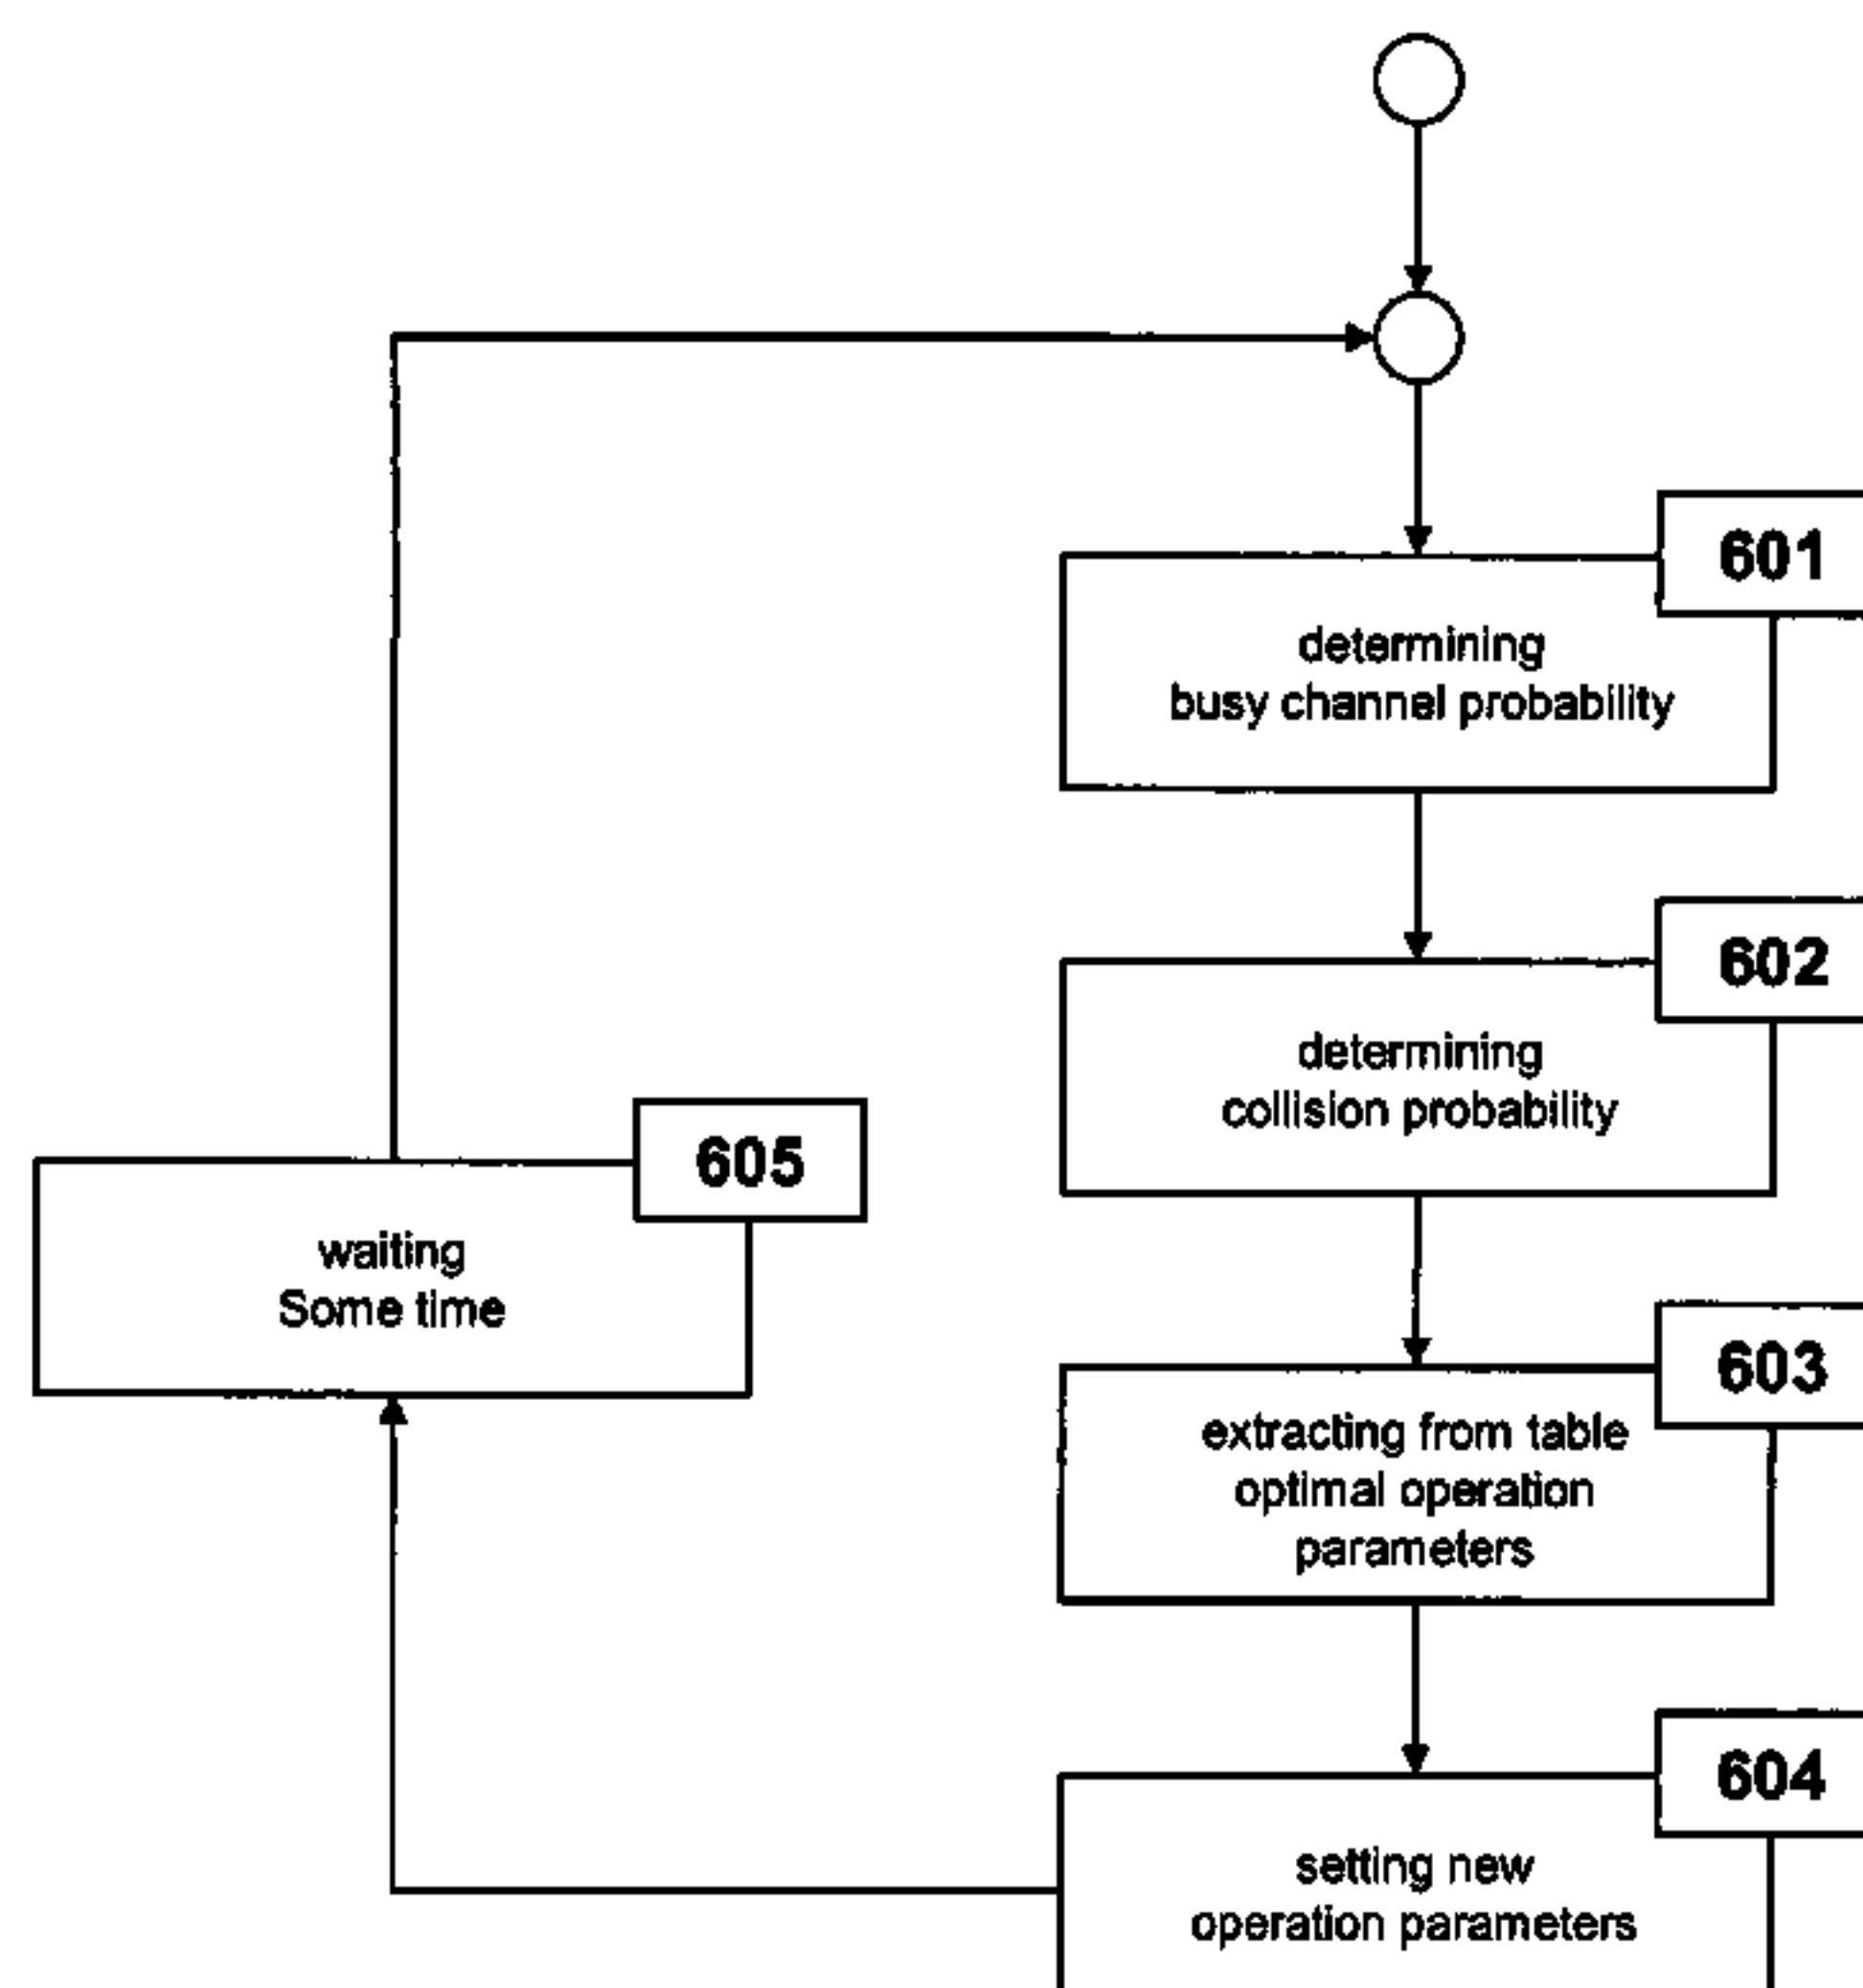 601
determining
busy channel probability
602
determining
collision probability
605
waiting
Some time
603
extracting from table
optimal operation
parameters
604
setting new
operation parameters